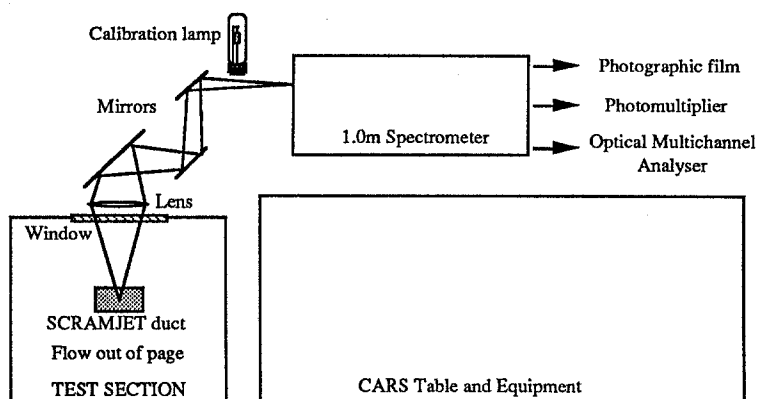 Calibration lamp
Mirrors
Photographic film
Photomultiplier
1.0m Spectrometer
Optical Multichannel
Analyser
Lens
Window
SCRAMJET duct
Flow out of page
TEST SECTION
CARS Table and Equipment